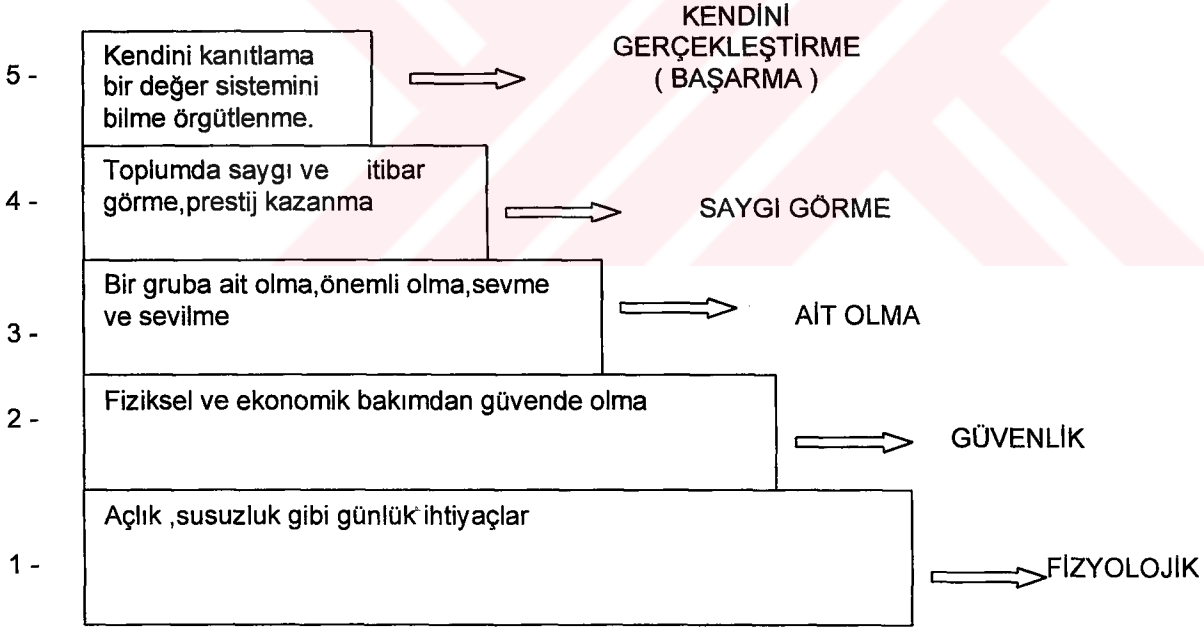 KENDİNİ
GERÇEKLEŞTİRME
( BAŞARMA )
5 -
Kendini kanıtlama
bir değer sistemini
bilme örgütlenme.
4 -
Toplumda saygı ve itibar
görme,prestij kazanma
SAYGI GÖRME
3 -
Bir gruba ait olma,önemli olma,sevme
ve sevilme
AİT OLMA
2 -
Fiziksel ve ekonomik bakımdan güvende olma
GÜVENLİK
1 -
Açlık ,susuzluk gibi günlük ihtiyaçlar
FİZYOLOJİK